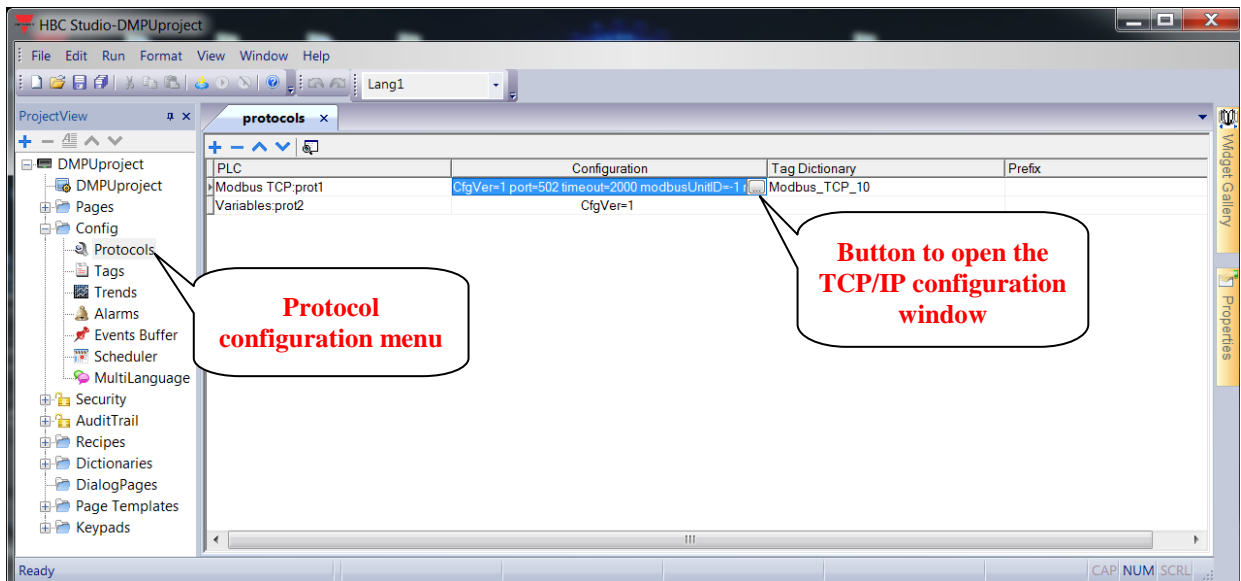 HBC Studio-DMPUproject
File Edit Run Format View Window Help
Lang1
ProjectView
protocols
DMPUproject
DMPUproject
Pages
Config
Protocols
Tags
Trends
Alarms
Events Buffer
Scheduler
MultiLanguage
Security
AuditTrail
Recipes
Dictionaries
DialogPages
Page Templates
Keypads
PLC Configuration Tag Dictionary Prefix
Modbus TCP:prot1 CfgVer=1 port=502 timeout=2000 modbusUnitID=-1 ... Modbus_TCP_10
Variables:prot2 CfgVer=1
Protocol
configuration menu
Button to open the
TCP/IP configuration
window
Widget Gallery
Properties
Ready
CAP NUM SCRL